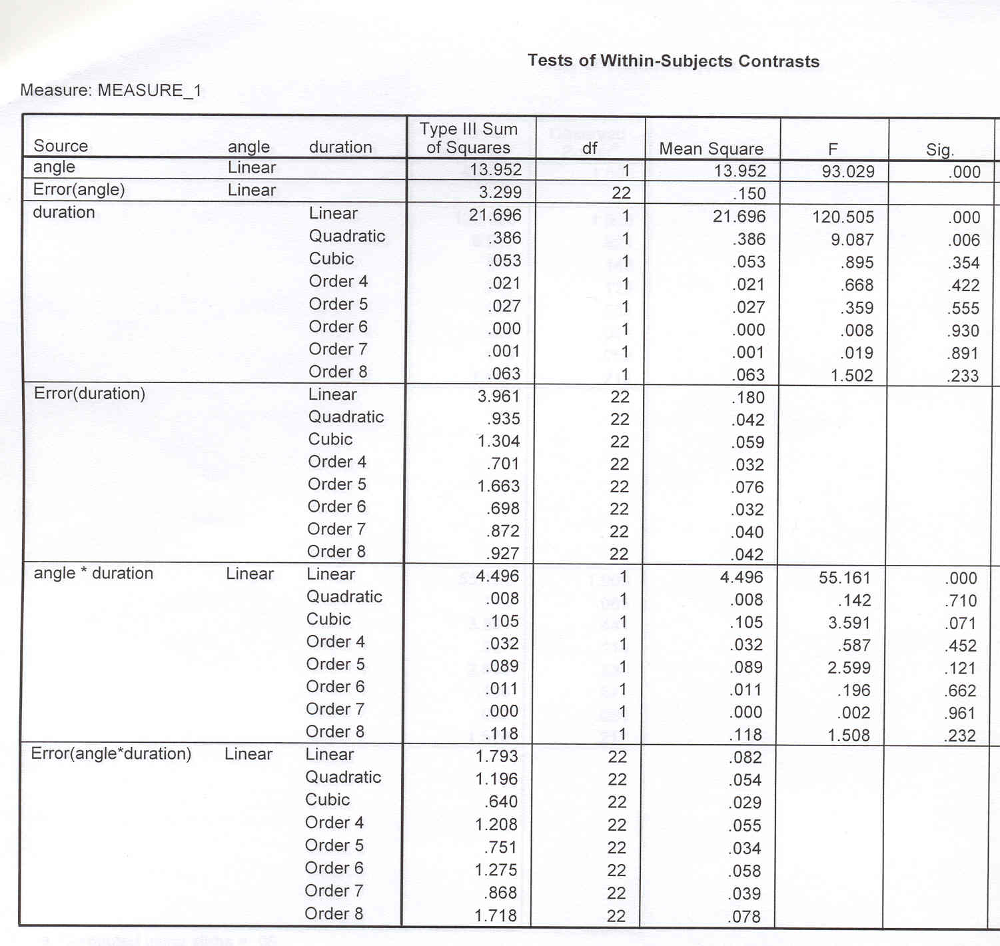 Tests of Within-Subjects Contrasts
Measure: MEASURE_1
Source angle duration Type III Sum of Squares df Mean Square F Sig.
angle Linear 13.952 1 13.952 93.029 .000
Error(angle) Linear 3.299 22 .150
duration Linear 21.696 1 21.696 120.505 .000
Quadratic .386 1 .386 9.087 .006
Cubic .053 1 .053 .895 .354
Order 4 .021 1 .021 .668 .422
Order 5 .027 1 .027 .359 .555
Order 6 .000 1 .000 .008 .930
Order 7 .001 1 .001 .019 .891
Order 8 .063 1 .063 1.502 .233
Error(duration) Linear 3.961 22 .180
Quadratic .935 22 .042
Cubic 1.304 22 .059
Order 4 .701 22 .032
Order 5 1.663 22 .076
Order 6 .698 22 .032
Order 7 .872 22 .040
Order 8 .927 22 .042
angle * duration Linear Linear 4.496 1 4.496 55.161 .000
Quadratic .008 1 .008 .142 .710
Cubic .105 1 .105 3.591 .071
Order 4 .032 1 .032 .587 .452
Order 5 .089 1 .089 2.599 .121
Order 6 .011 1 .011 .196 .662
Order 7 .000 1 .000 .002 .961
Order 8 .118 1 .118 1.508 .232
Error(angle*duration) Linear Linear 1.793 22 .082
Quadratic 1.196 22 .054
Cubic .640 22 .029
Order 4 1.208 22 .055
Order 5 .751 22 .034
Order 6 1.275 22 .058
Order 7 .868 22 .039
Order 8 1.718 22 .078